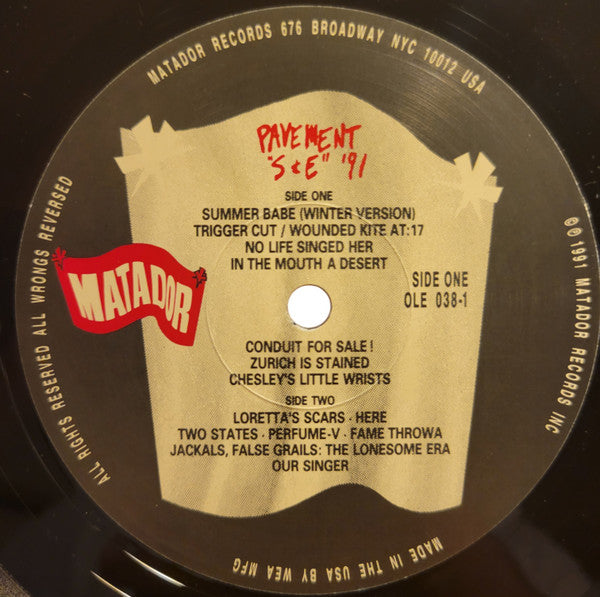 MATADOR RECORDS 676 BROADWAY NYC 10012 USA
PAVEMENT
"S & E" '91
SIDE ONE
SUMMER BABE (WINTER VERSION)
TRIGGER CUT / WOUNDED KITE AT :17
NO LIFE SINGED HER
IN THE MOUTH A DESERT
MATADOR
SIDE ONE
OLE 038-1
CONDUIT FOR SALE!
ZURICH IS STAINED
CHESLEY'S LITTLE WRISTS
SIDE TWO
LORETTA'S SCARS · HERE
TWO STATES · PERFUME-V · FAME THROWA
JACKALS, FALSE GRAILS: THE LONESOME ERA
OUR SINGER
ALL RIGHTS RESERVED ALL WRONGS REVERSED
℗ © 1991 MATADOR RECORDS INC
MADE IN THE USA BY WEA MFG